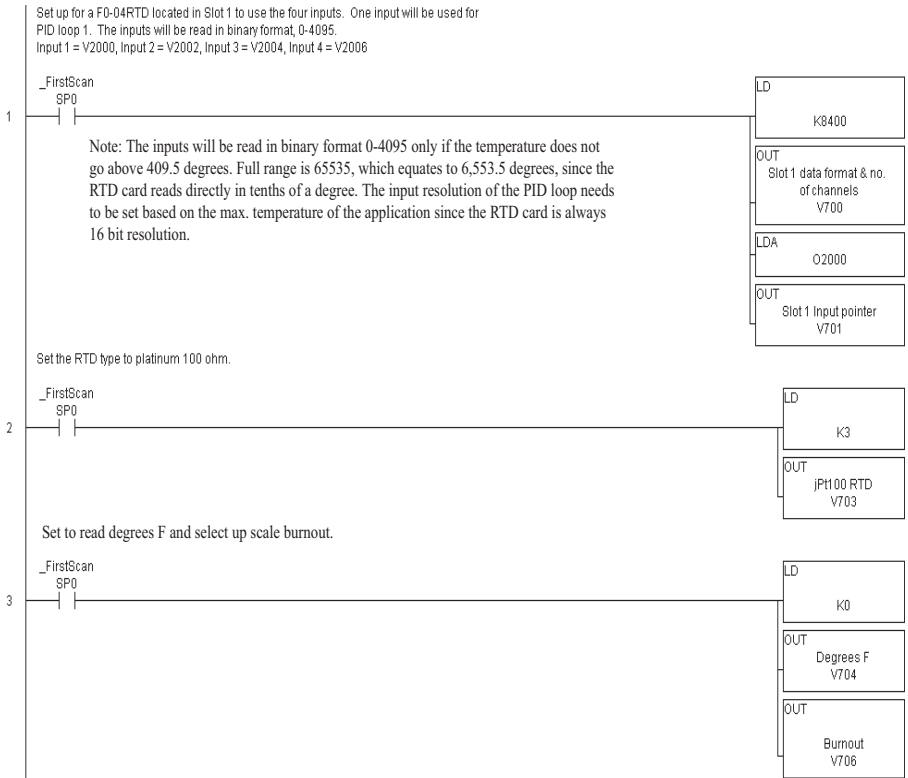 Set up for a F0-04RTD located in Slot 1 to use the four inputs.  One input will be used for
PID loop 1.  The inputs will be read in binary format, 0-4095.
Input 1 = V2000, Input 2 = V2002, Input 3 = V2004, Input 4 = V2006
_FirstScan
SP0
1
LD
K8400
Note: The inputs will be read in binary format 0-4095 only if the temperature does not
go above 409.5 degrees. Full range is 65535, which equates to 6,553.5 degrees, since the
RTD card reads directly in tenths of a degree. The input resolution of the PID loop needs
to be set based on the max. temperature of the application since the RTD card is always
16 bit resolution.
OUT
Slot 1 data format & no.
of channels
V700
LDA
O2000
OUT
Slot 1 Input pointer
V701
Set the RTD type to platinum 100 ohm.
_FirstScan
SP0
2
LD
K3
OUT
jPt100 RTD
V703
Set to read degrees F and select up scale burnout.
_FirstScan
SP0
3
LD
K0
OUT
Degrees F
V704
OUT
Burnout
V706